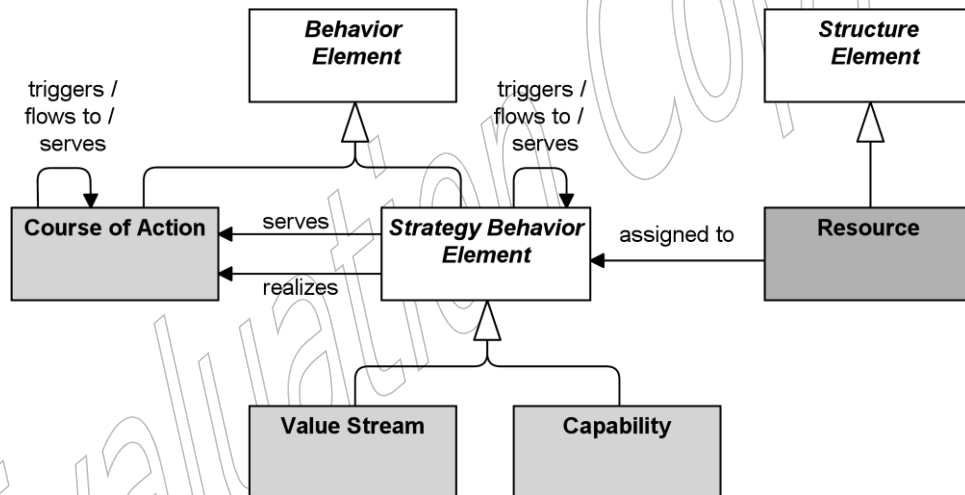 Behavior
Element
Structure
Element
triggers /
flows to /
serves
triggers /
flows to /
serves
Course of Action
serves
realizes
Strategy Behavior
Element
assigned to
Resource
Value Stream
Capability